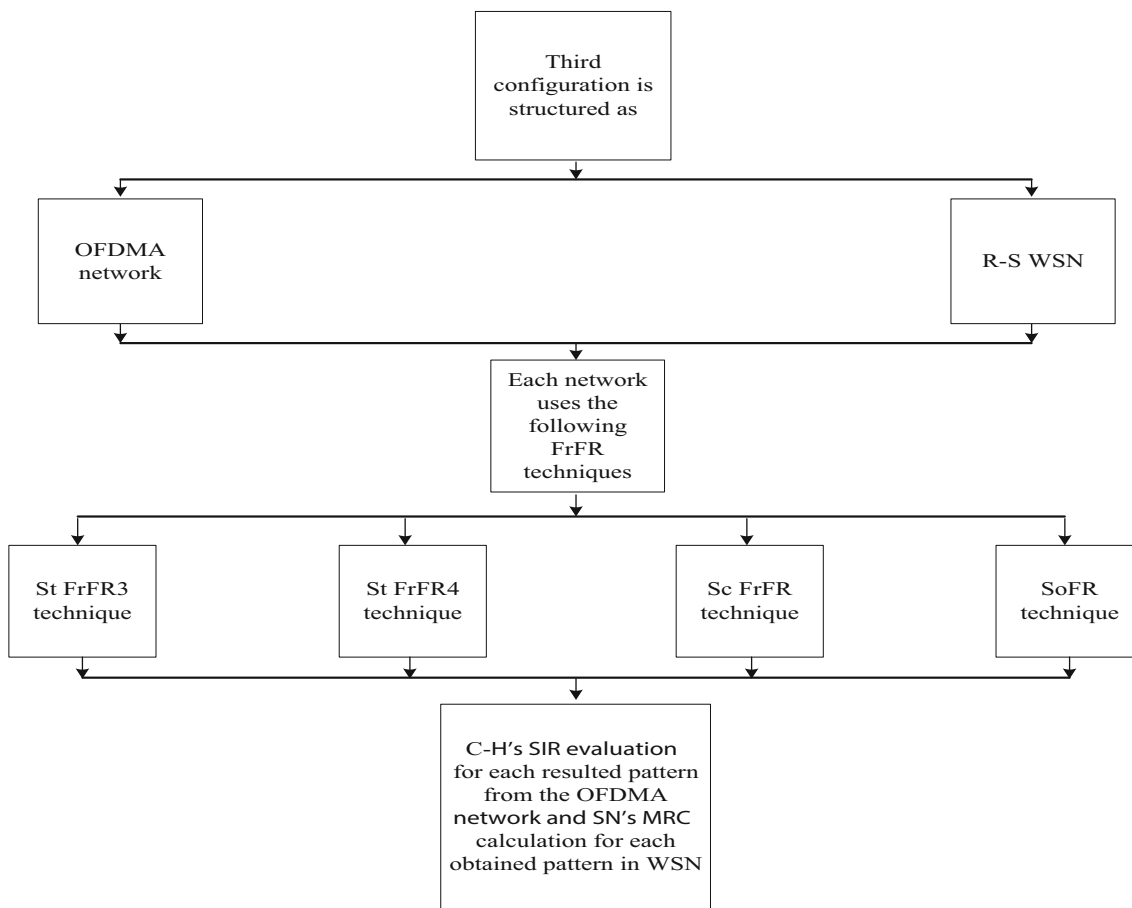 Third
configuration is
structured as
OFDMA
network
R-S WSN
Each network
uses the
following
FrFR
techniques
St FrFR3
technique
St FrFR4
technique
Sc FrFR
technique
SoFR
technique
C-H's SIR evaluation
for each resulted pattern
from the OFDMA
network and SN's MRC
calculation for each
obtained pattern in WSN